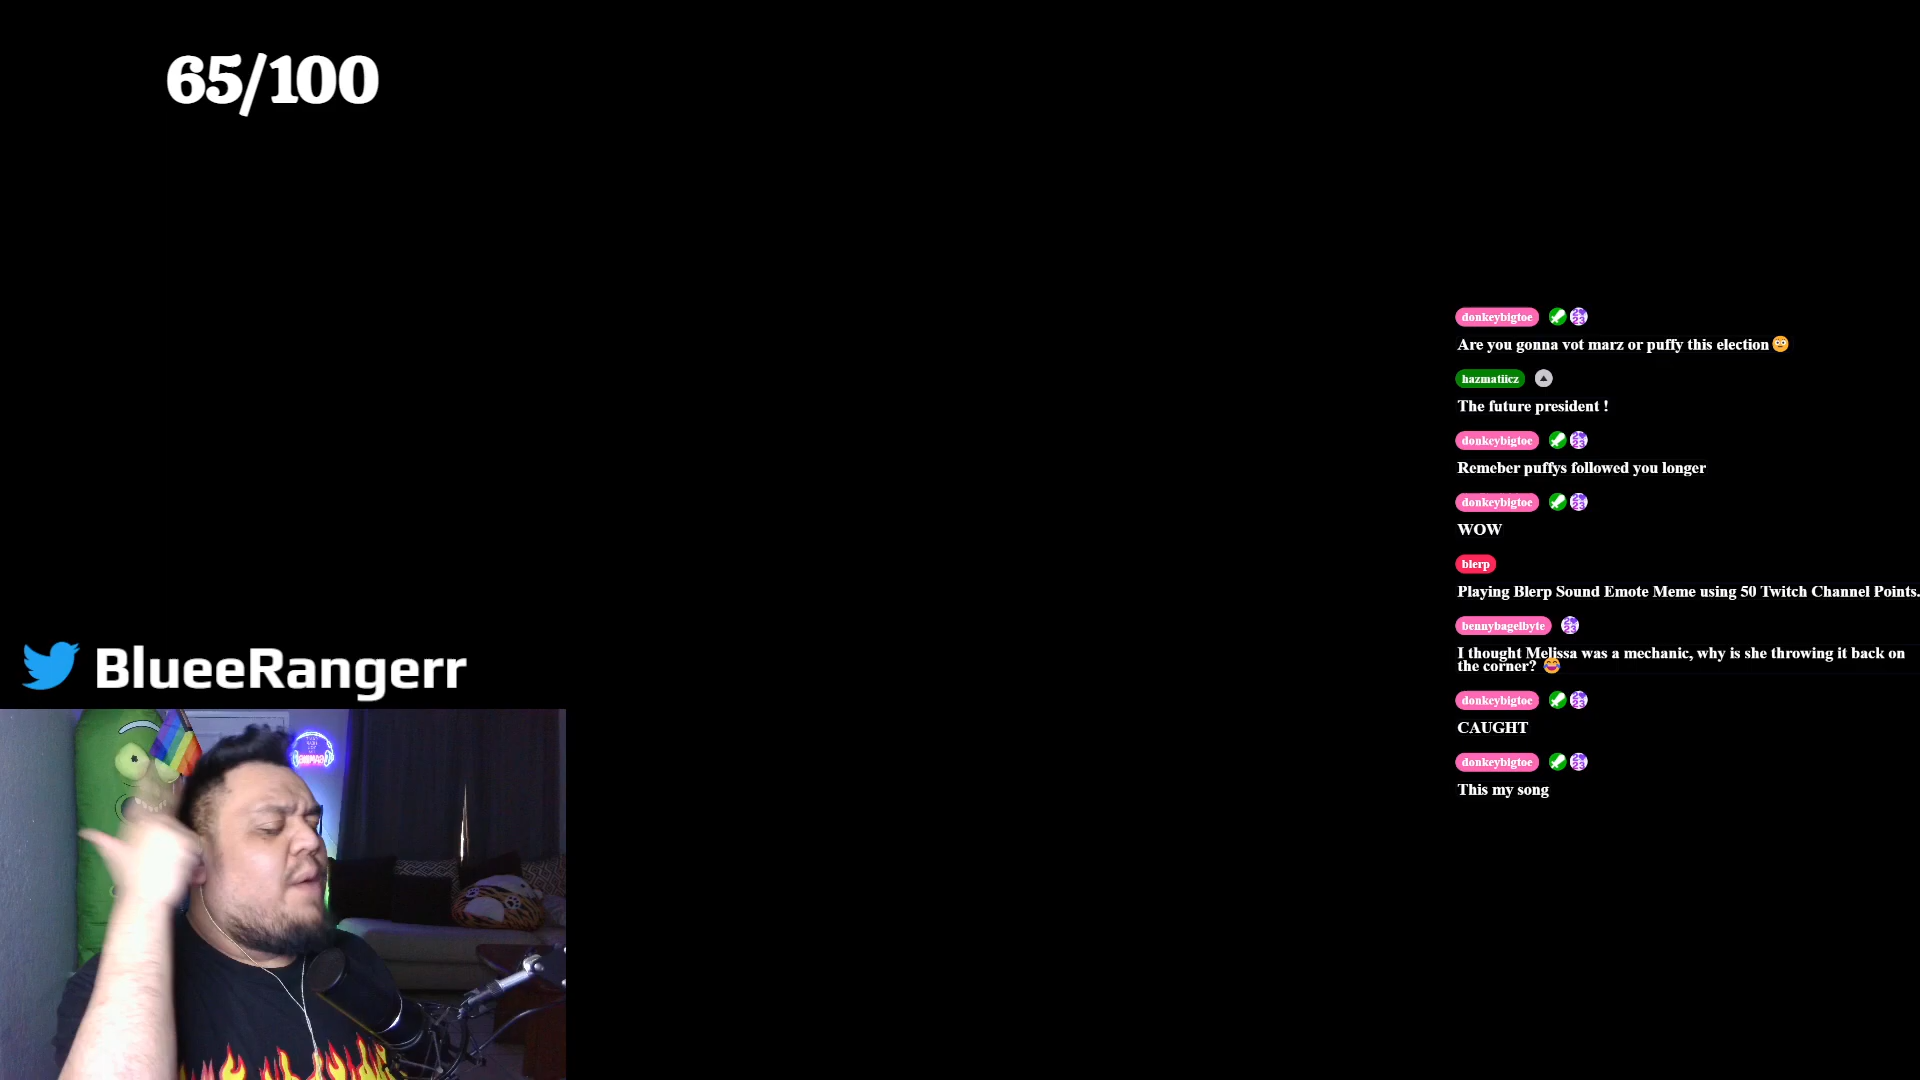 65/100
donkeybigtoe
Are you gonna vot marz or puffy this election
hazmatiicz
The future president !
donkeybigtoe
Remeber puffys followed you longer
donkeybigtoe
WOW
blerp
Playing Blerp Sound Emote Meme using 50 Twitch Channel Points.
bennybagelbyte
I thought Melissa was a mechanic, why is she throwing it back on
the corner?
donkeybigtoe
CAUGHT
donkeybigtoe
This my song
BlueeRangerr